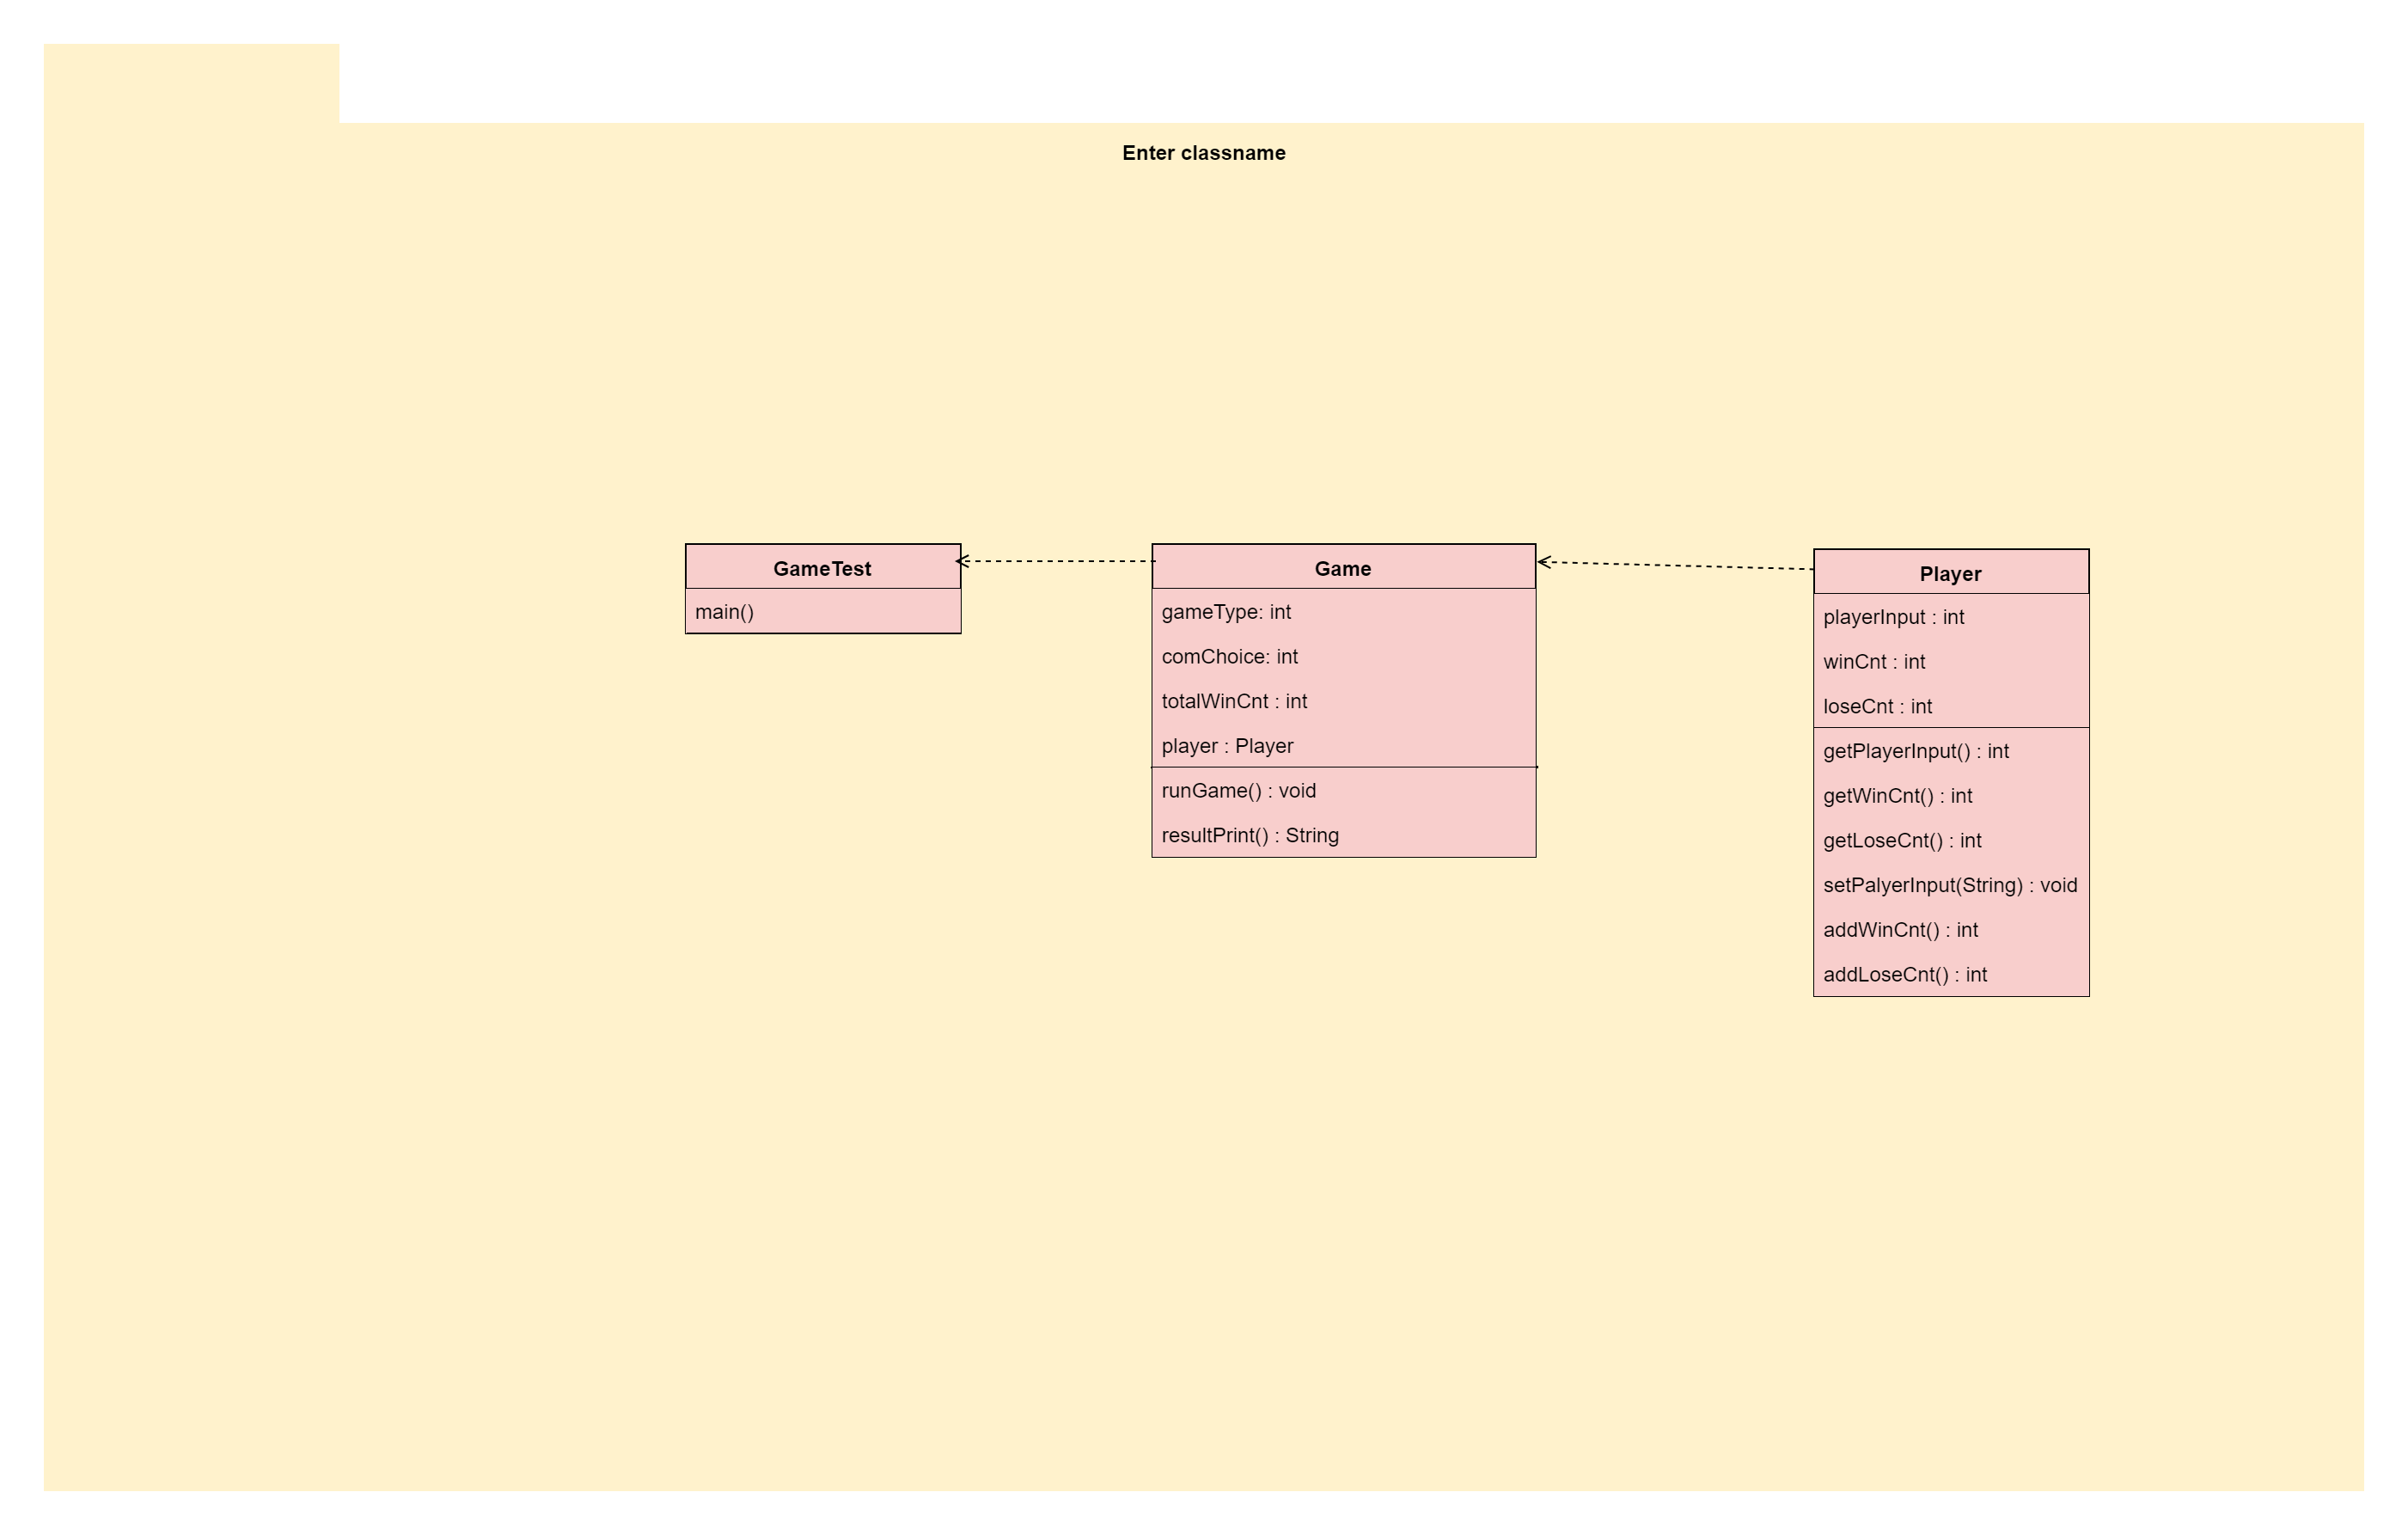 Enter classname
GameTest
main()
Game
gameType: int
comChoice: int
totalWinCnt : int
player : Player
runGame() : void
resultPrint() : String
Player
playerInput : int
winCnt : int
loseCnt : int
getPlayerInput() : int
getWinCnt() : int
getLoseCnt() : int
setPalyerInput(String) : void
addWinCnt() : int
addLoseCnt() : int